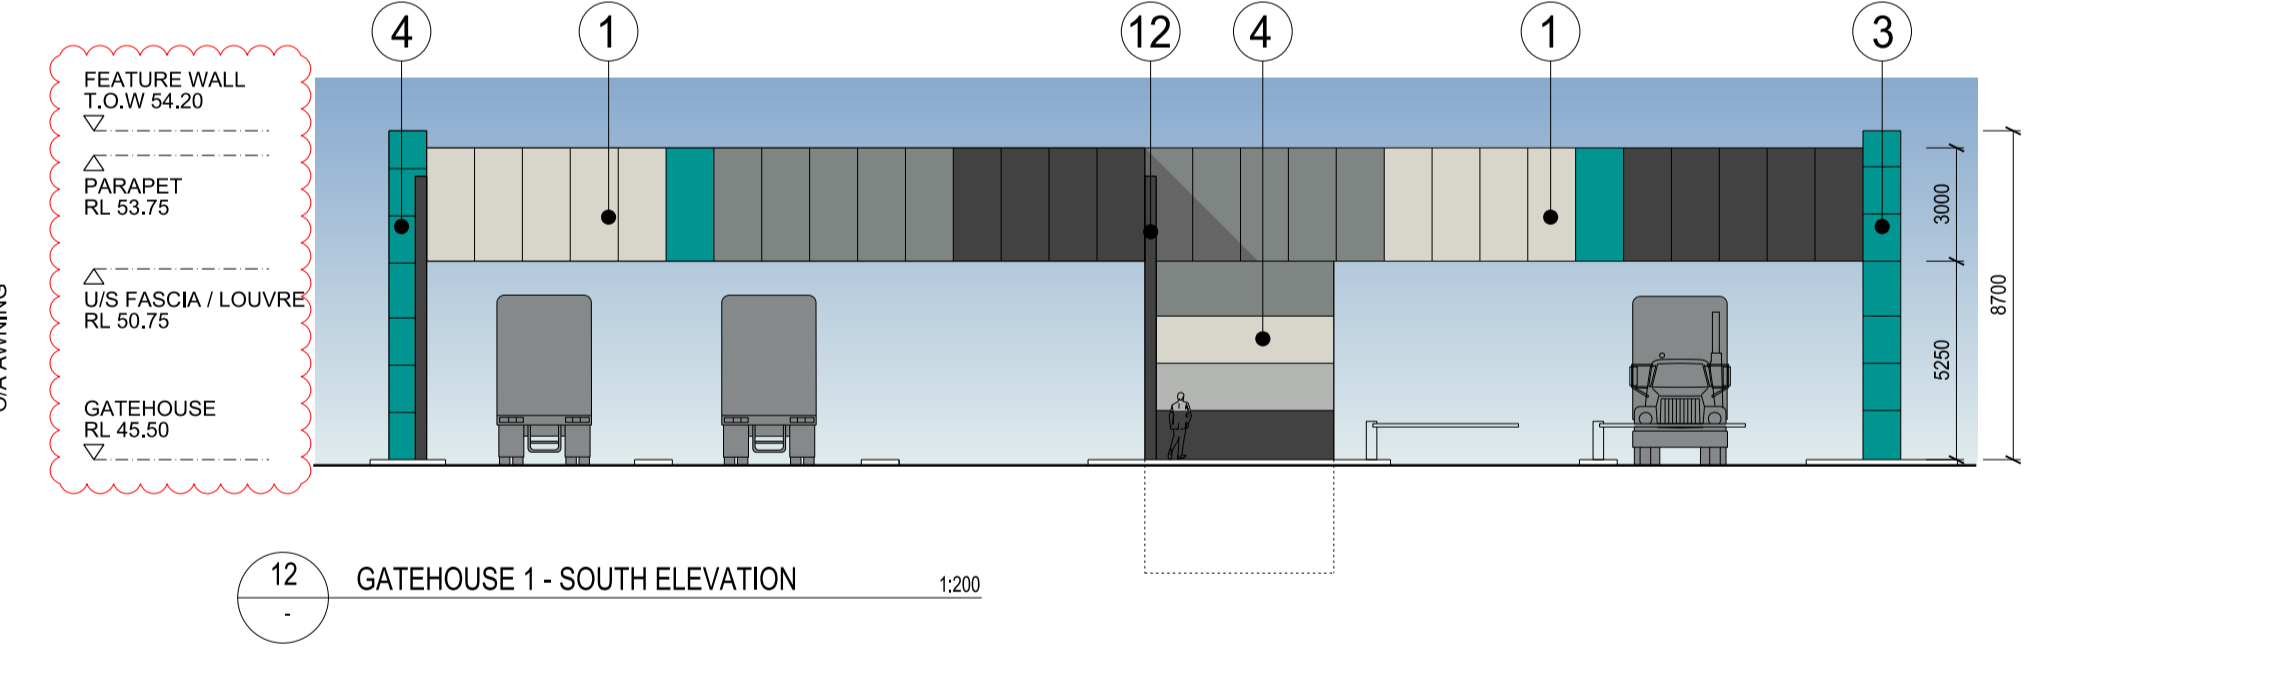 4
1
12
4
1
3
FEATURE WALL
T.O.W 54.20
PARAPET
RL 53.75
U/S FASCIA / LOUVRE
RL 50.75
GATEHOUSE
RL 45.50
3000
5250
8700
AWNING
12
-
GATEHOUSE 1 - SOUTH ELEVATION
1:200